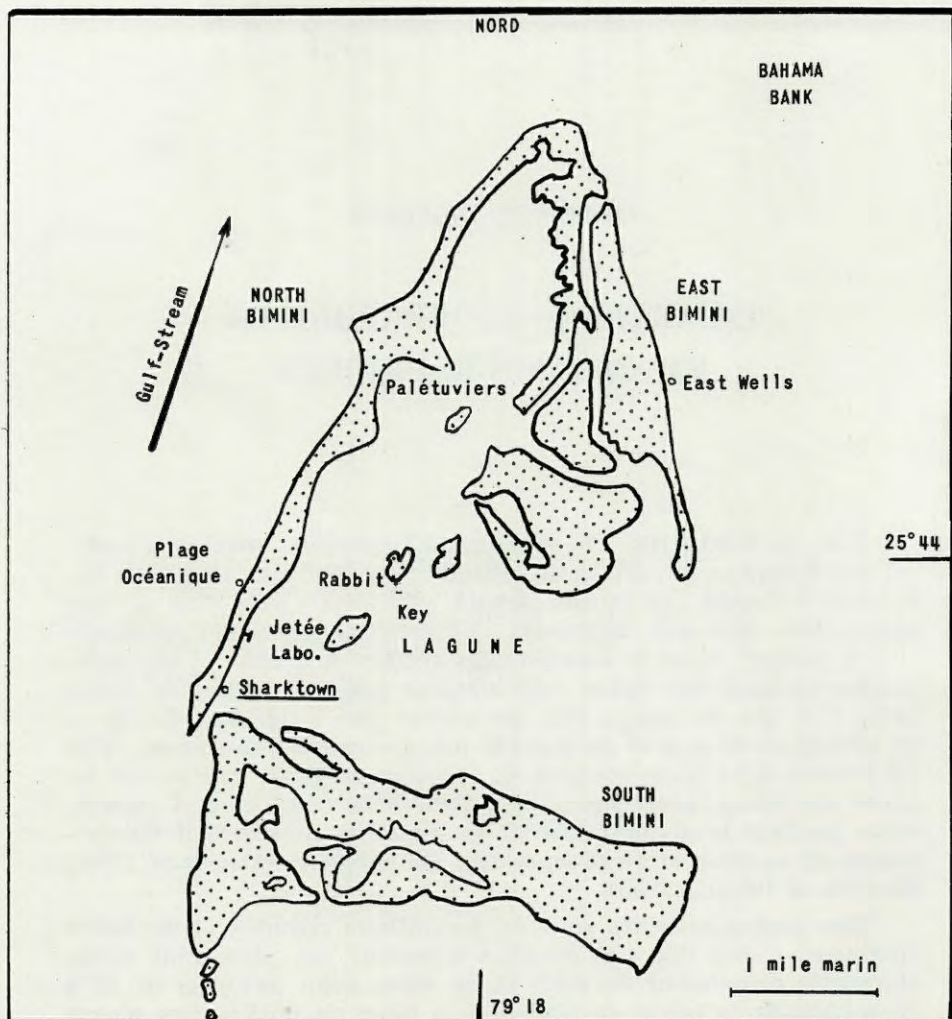 NORD
BAHAMA
BANK
Gulf-Stream
NORTH
BIMINI
EAST
BIMINI
East Wells
Palétuviers
25°44
Plage
Océanique
Rabbit
Key
Jetée
Labo.
LAGUNE
Sharktown
SOUTH
BIMINI
1 mile marin
79°18